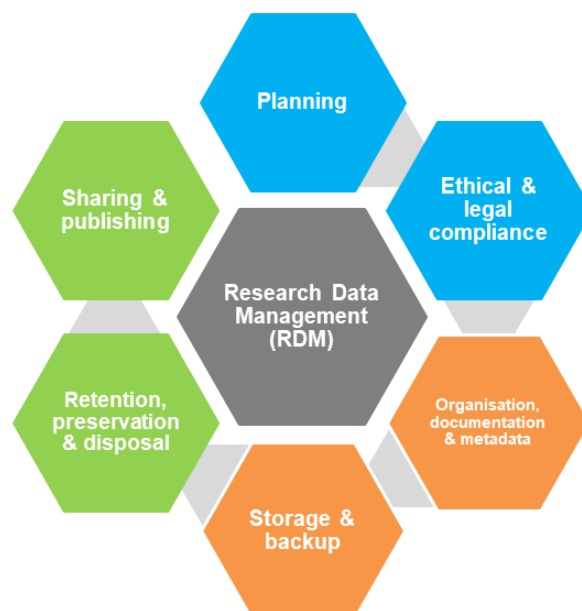 Planning
Ethical &
legal
compliance
Organisation,
documentation
& metadata
Storage &
backup
Retention,
preservation
& disposal
Sharing &
publishing
Research Data
Management
(RDM)